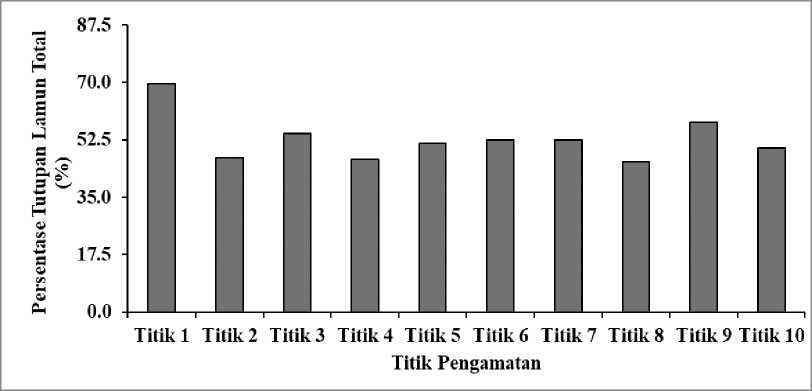 Persentase Tutupan Lamun Total
(%)
87.5
70.0
52.5
35.0
17.5
0.0
Titik 1 Titik 2 Titik 3 Titik 4 Titik 5 Titik 6 Titik 7 Titik 8 Titik 9 Titik 10
Titik Pengamatan